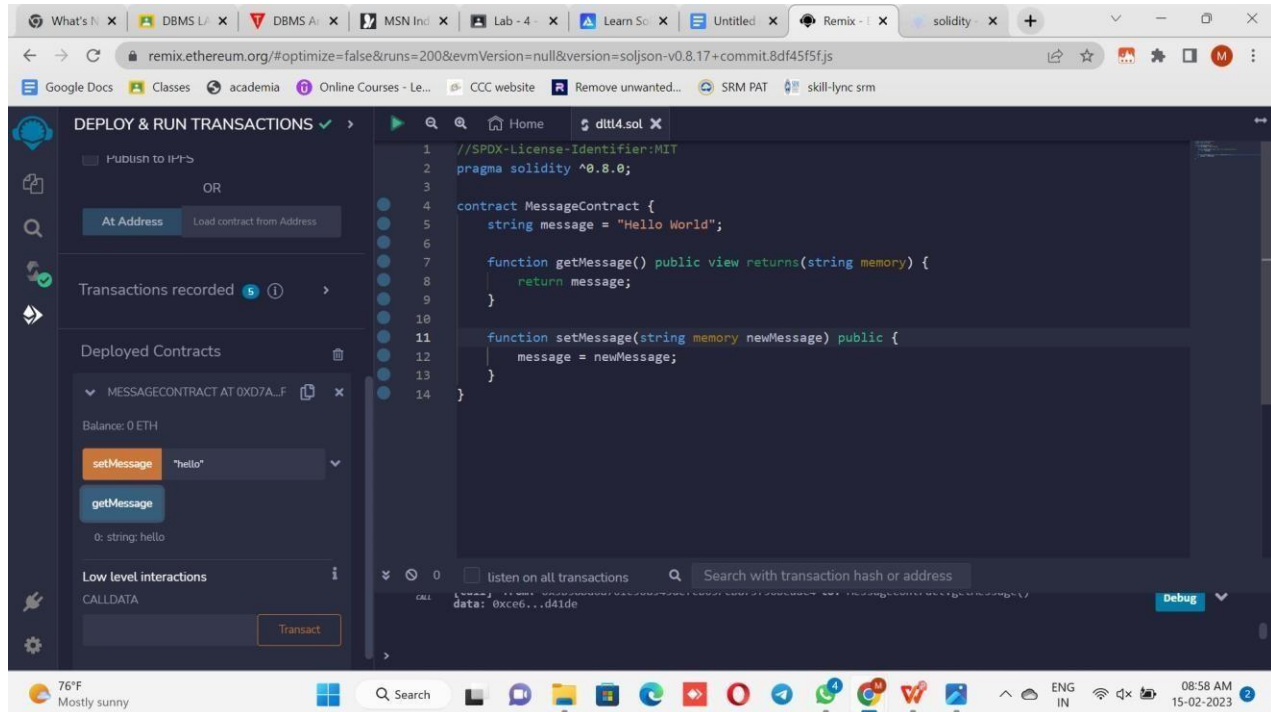 What's N
DBMS LA
DBMS A
MSN Ind
Lab - 4 -
Learn So
Untitled
Remix - E
solidity -
remix.ethereum.org/#optimize=false&runs=200&evmVersion=null&version=soljson-v0.8.17+commit.8df45f5f.js
M
Google Docs
Classes
academia
Online Courses - Le...
CCC website
Remove unwanted...
SRM PAT
skill-lync srm
DEPLOY & RUN TRANSACTIONS
Publish to IPFS
OR
At Address
Load contract from Address
Transactions recorded 5
Deployed Contracts
MESSAGECONTRACT AT 0XD7A...F
Balance: 0 ETH
setMessage
"hello"
getMessage
0: string: hello
Low level interactions
CALLDATA
Transact
Home
dltl4.sol
1 //SPDX-License-Identifier:MIT
2 pragma solidity ^0.8.0;
3
4 contract MessageContract {
5 string message = "Hello World";
6
7 function getMessage() public view returns(string memory) {
8 return message;
9 }
10
11 function setMessage(string memory newMessage) public {
12 message = newMessage;
13 }
14 }
0
listen on all transactions
Search with transaction hash or address
data: 0xce6...d41de
Debug
76°F
Mostly sunny
Search
4
ENG
IN
08:58 AM
15-02-2023
2